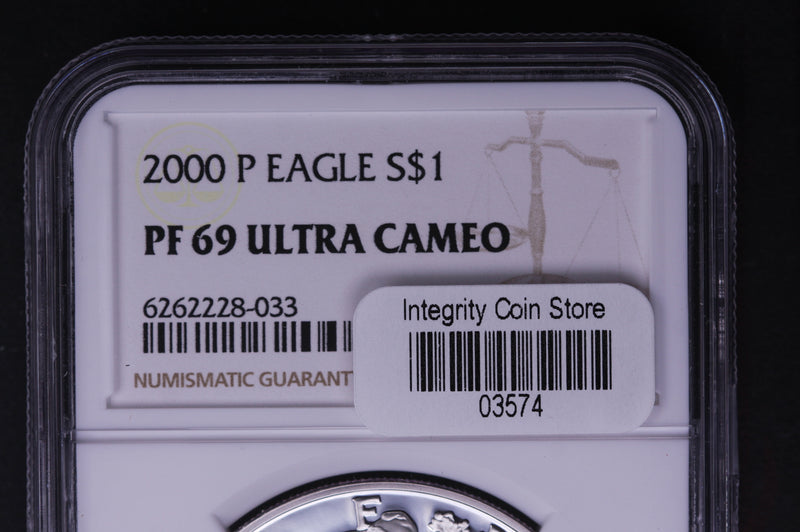 2000 P EAGLE S$1
PF 69 ULTRA CAMEO
6262228-033
NUMISMATIC GUARANT
Integrity Coin Store
03574
E